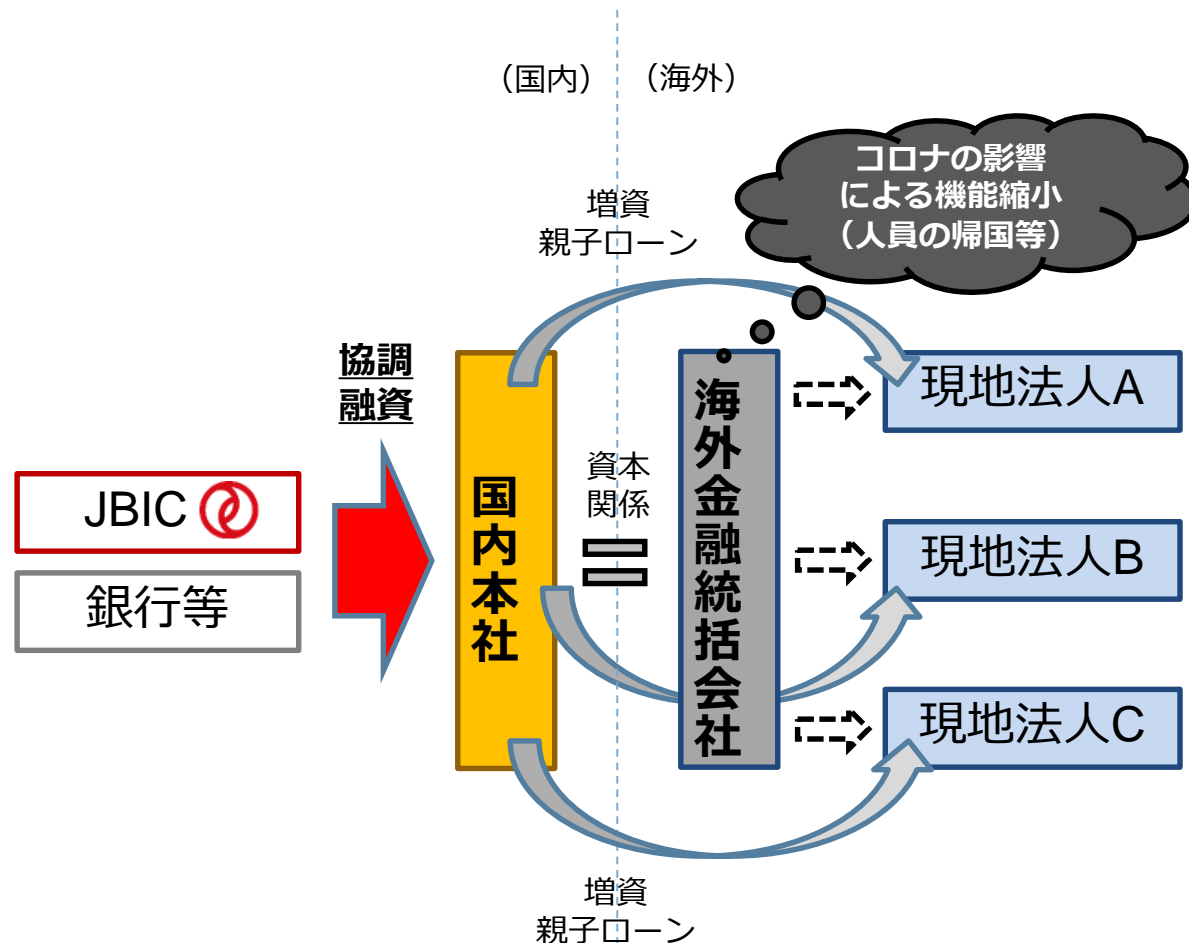 （国内）
（海外）
コロナの影響
による機能縮小
（人員の帰国等）
増資
親子ローン
協調
融資
JBIC
銀行等
国内本社
資本
関係
海外金融統括会社
現地法人A
現地法人B
現地法人C
増資
親子ローン